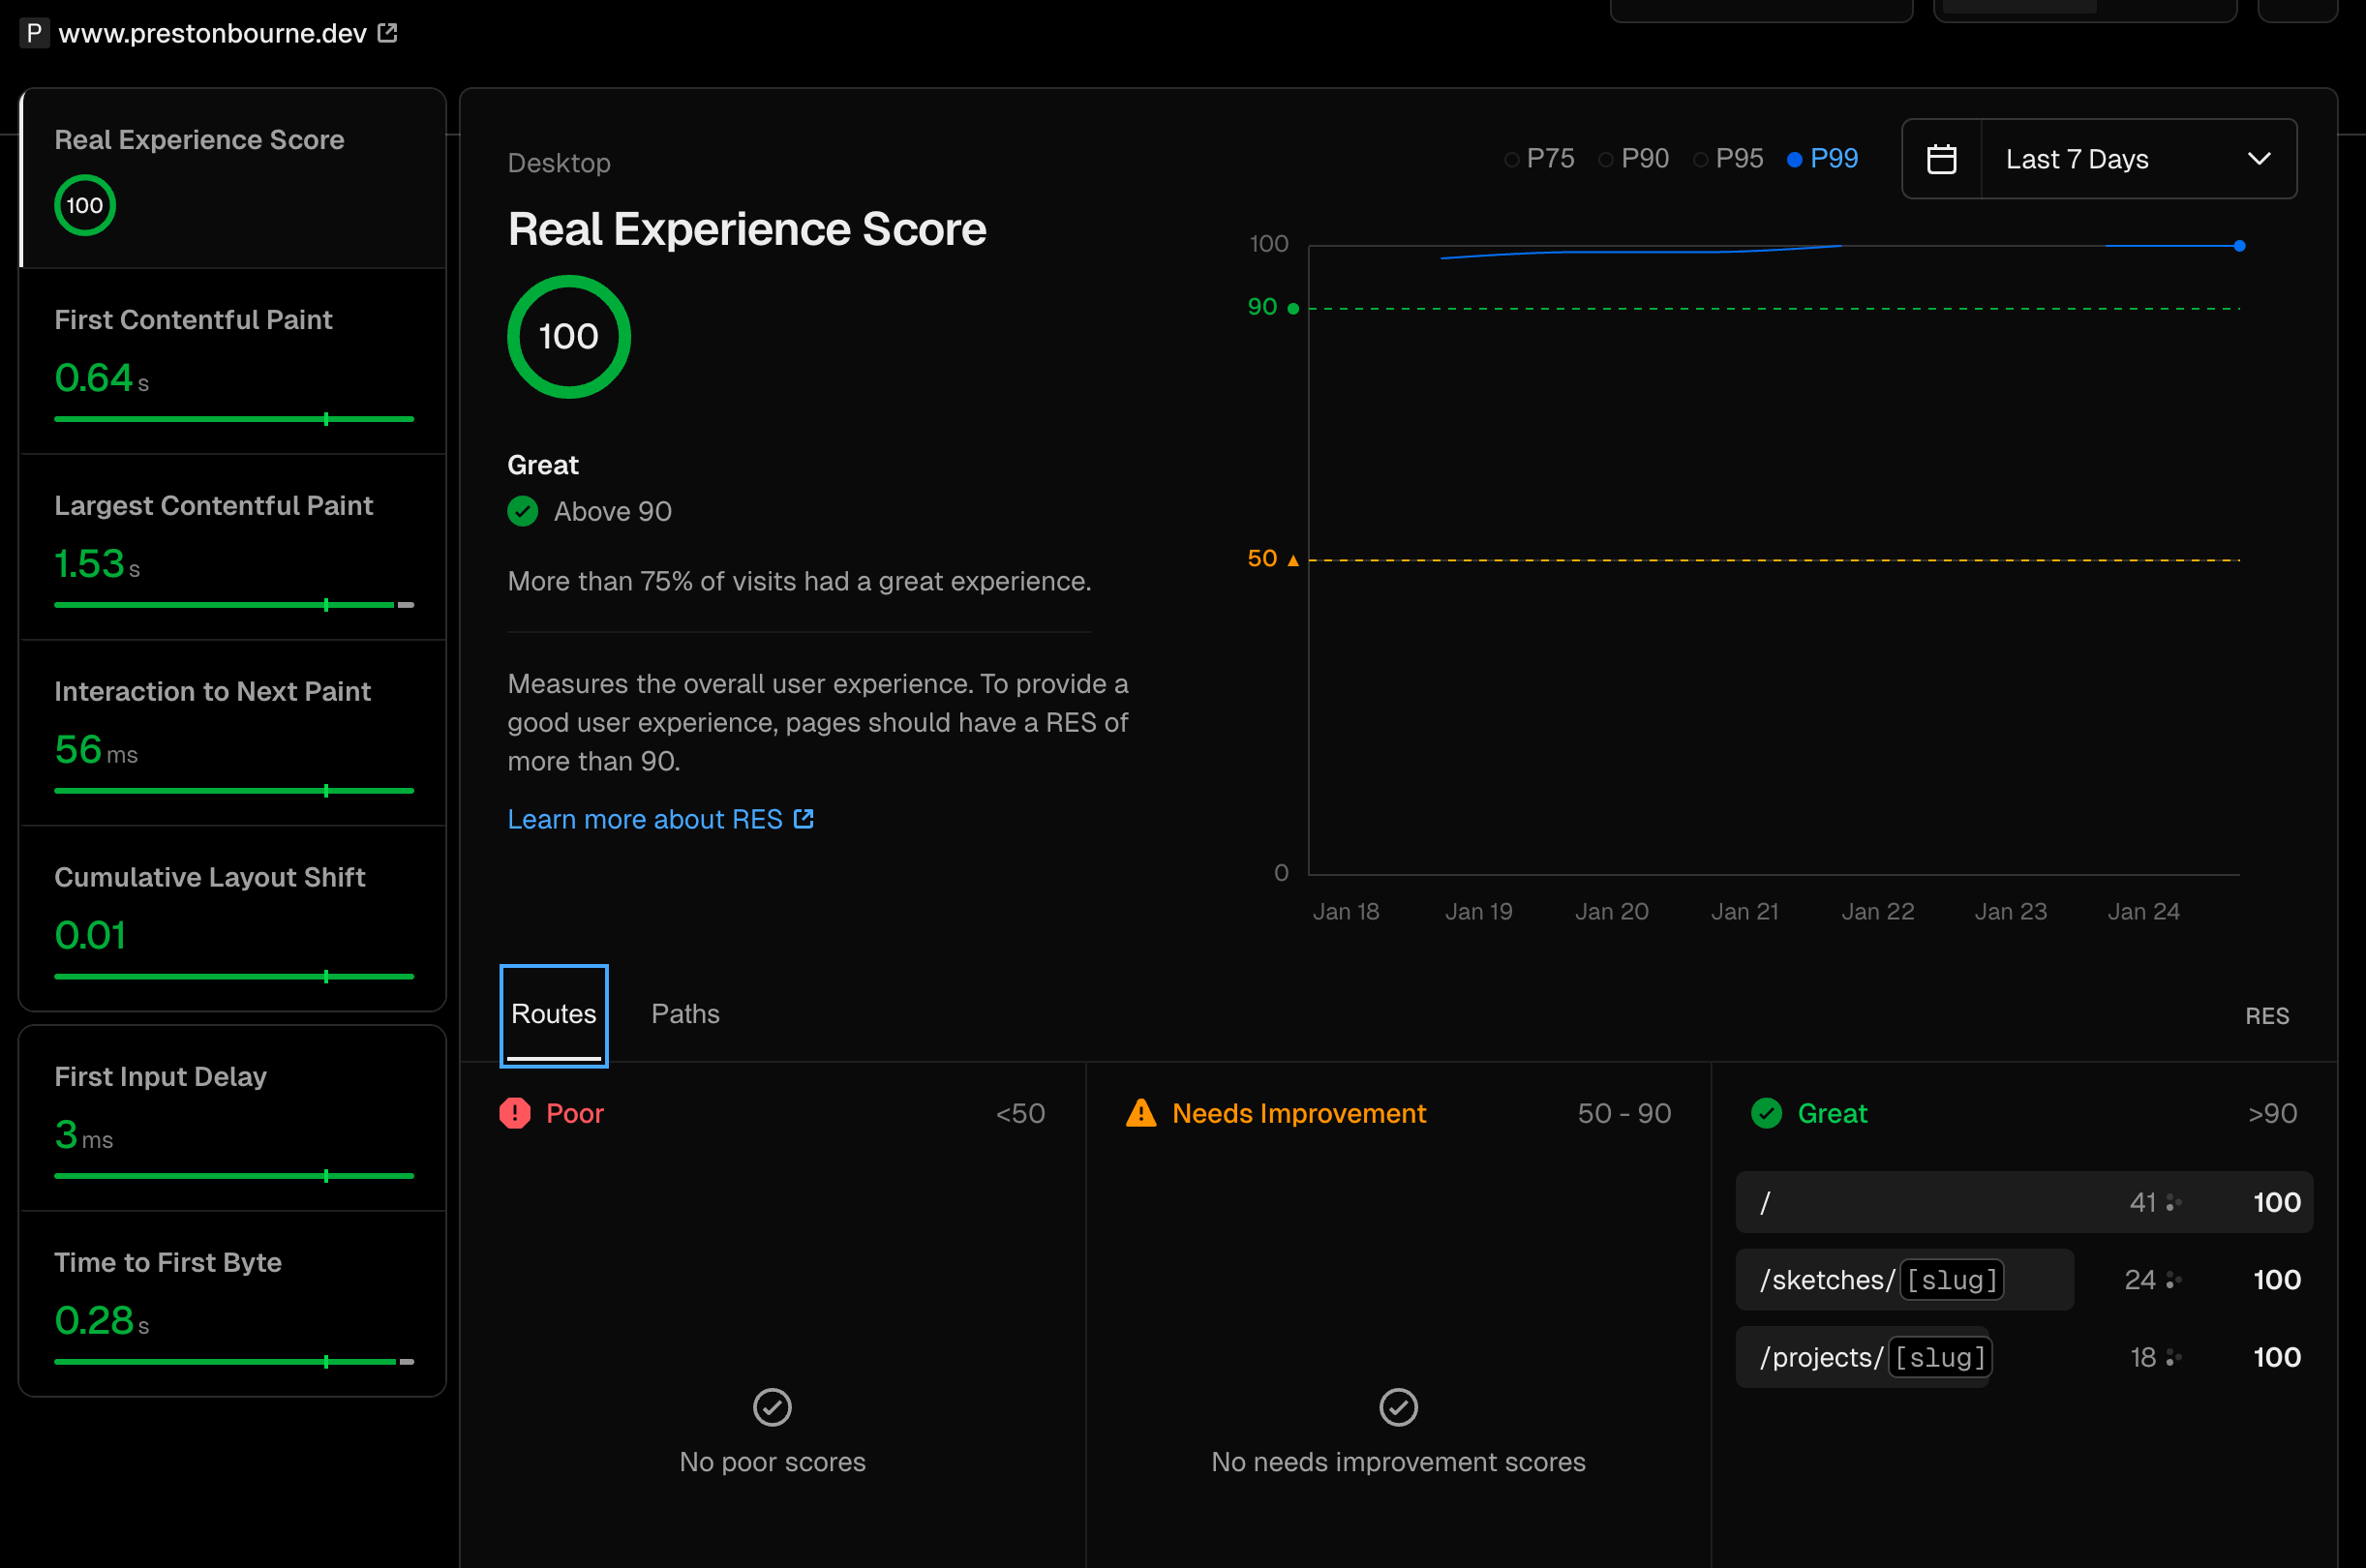 P www.prestonbourne.dev
Real Experience Score
100
First Contentful Paint
0.64 s
Largest Contentful Paint
1.53 s
Interaction to Next Paint
56 ms
Cumulative Layout Shift
0.01
First Input Delay
3 ms
Time to First Byte
0.28 s
Desktop
Real Experience Score
100
Great
Above 90
More than 75% of visits had a great experience.
Measures the overall user experience. To provide a
good user experience, pages should have a RES of
more than 90.
Learn more about RES
P75 P90 P95 P99
Last 7 Days
100
90
50
0
Jan 18 Jan 19 Jan 20 Jan 21 Jan 22 Jan 23 Jan 24
Routes Paths RES
Poor <50
No poor scores
Needs Improvement 50 - 90
No needs improvement scores
Great >90
/ 41 100
/sketches/[slug] 24 100
/projects/[slug] 18 100